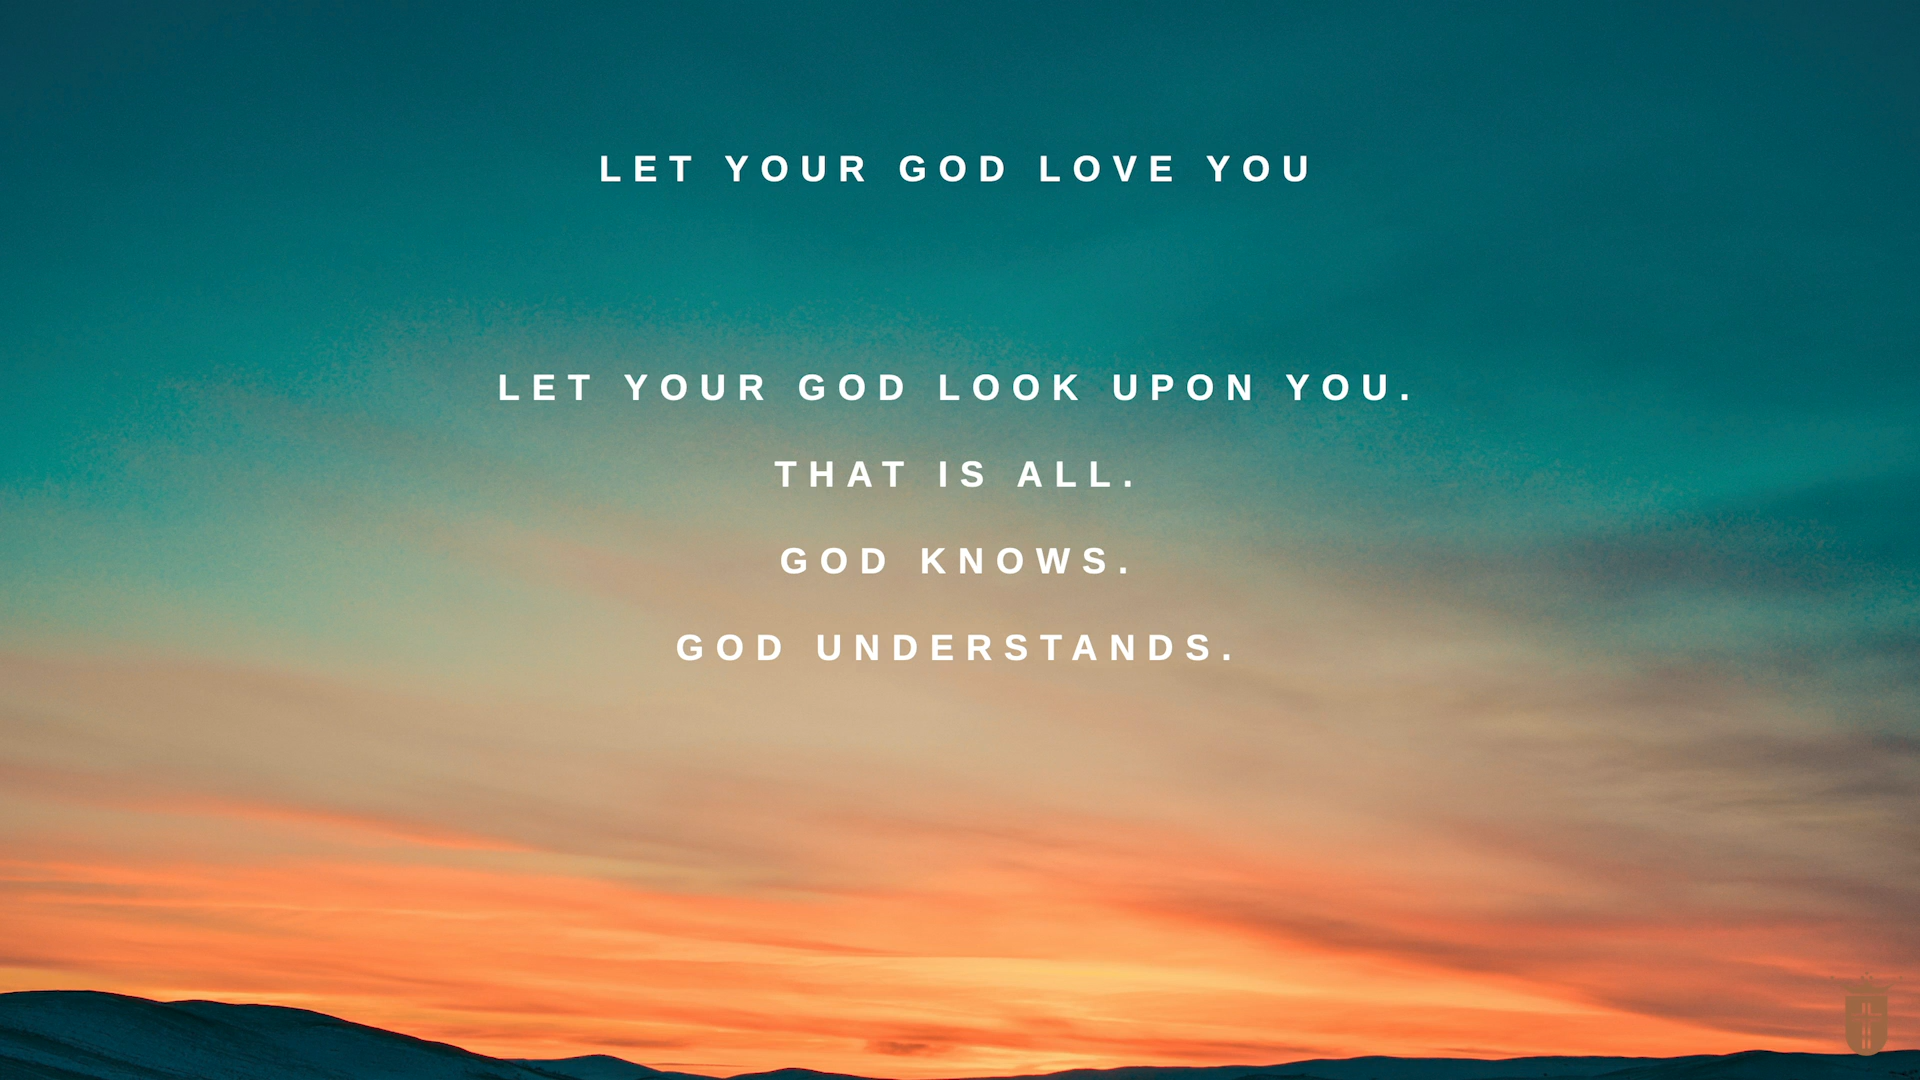 LET YOUR GOD LOVE YOU
LET YOUR GOD LOOK UPON YOU.
THAT IS ALL.
GOD KNOWS.
GOD UNDERSTANDS.